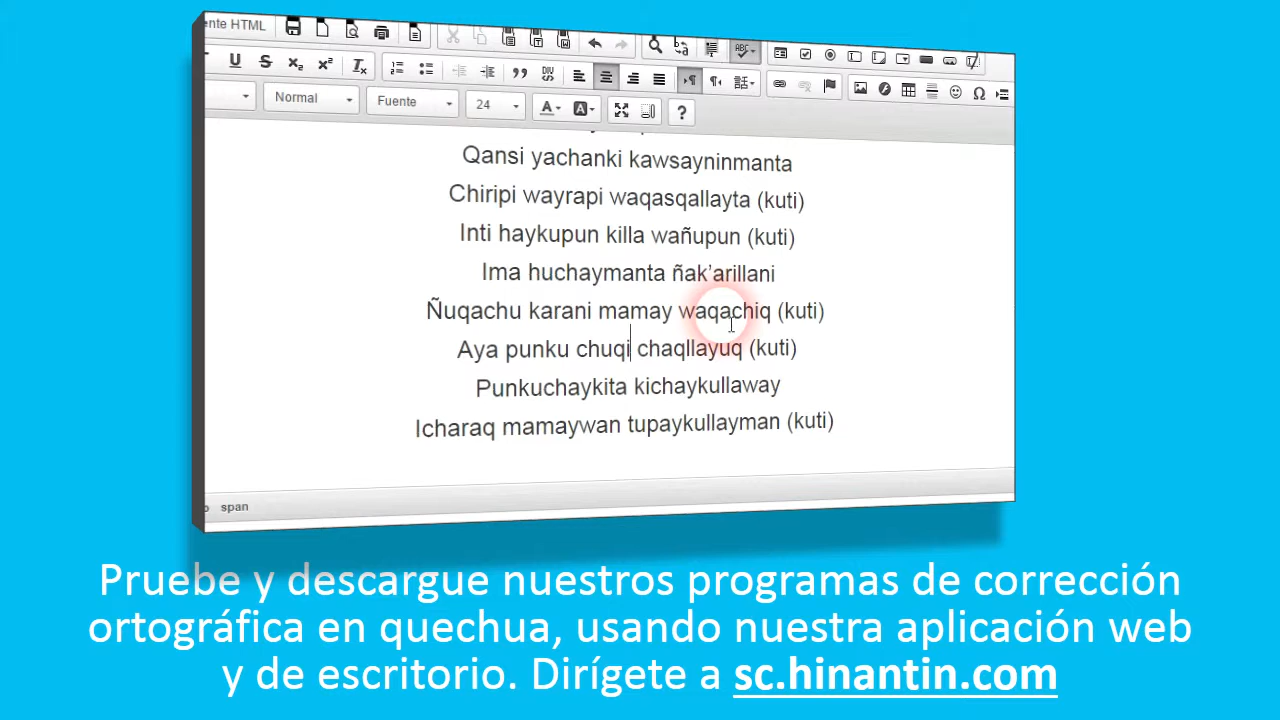 ente HTML
Normal
Fuente
24
?
Qansi yachanki kawsayninmanta
Chiripi wayrapi waqasqallayta (kuti)
Inti haykupun killa wañupun (kuti)
Ima huchaymanta ñak'arillani
Ñuqachu karani mamay waqachiq (kuti)
Aya punku chuqi chaqllayuq (kuti)
Punkuchaykita kichaykullaway
Icharaq mamaywan tupaykullayman (kuti)
span
Pruebe y descargue nuestros programas de corrección
ortográfica en quechua, usando nuestra aplicación web
y de escritorio. Dirígete a sc.hinantin.com